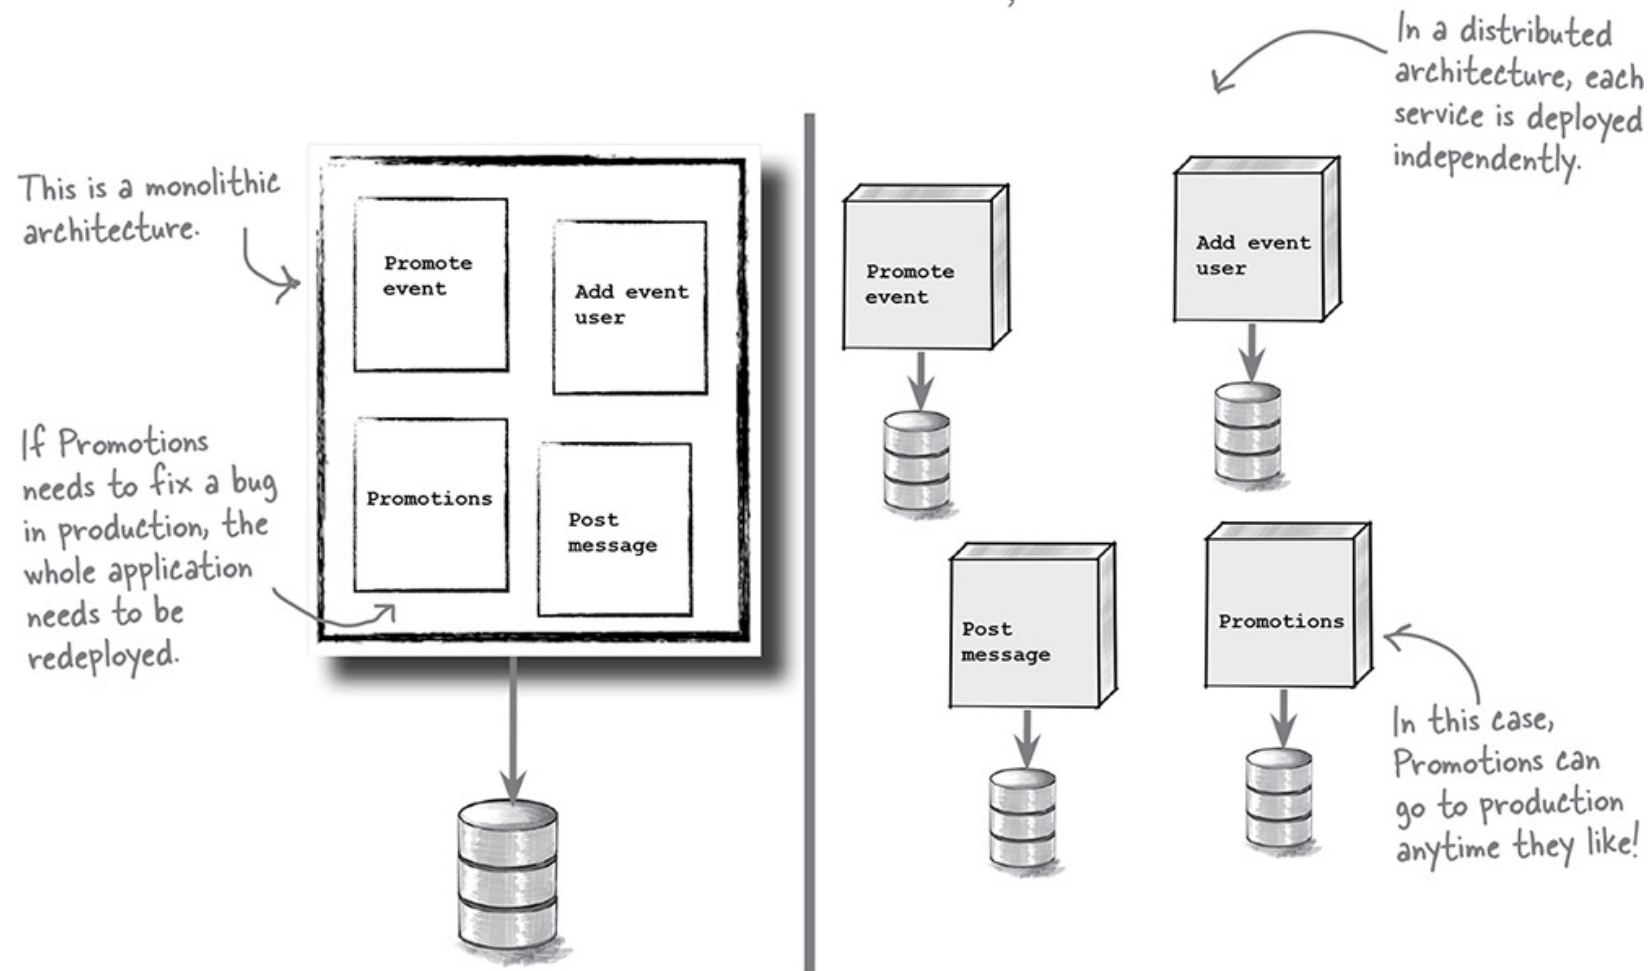 This is a monolithic
architecture.
Promote
event
Add event
user
If Promotions
needs to fix a bug
in production, the
whole application
needs to be
redeployed.
Promotions
Post
message
In a distributed
architecture, each
service is deployed
independently.
Promote
event
Add event
user
Post
message
Promotions
In this case,
Promotions can
go to production
anytime they like!